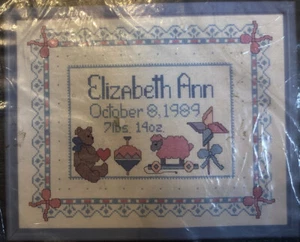 Elizabeth Ann
October 8, 1989
7lbs. 14oz.